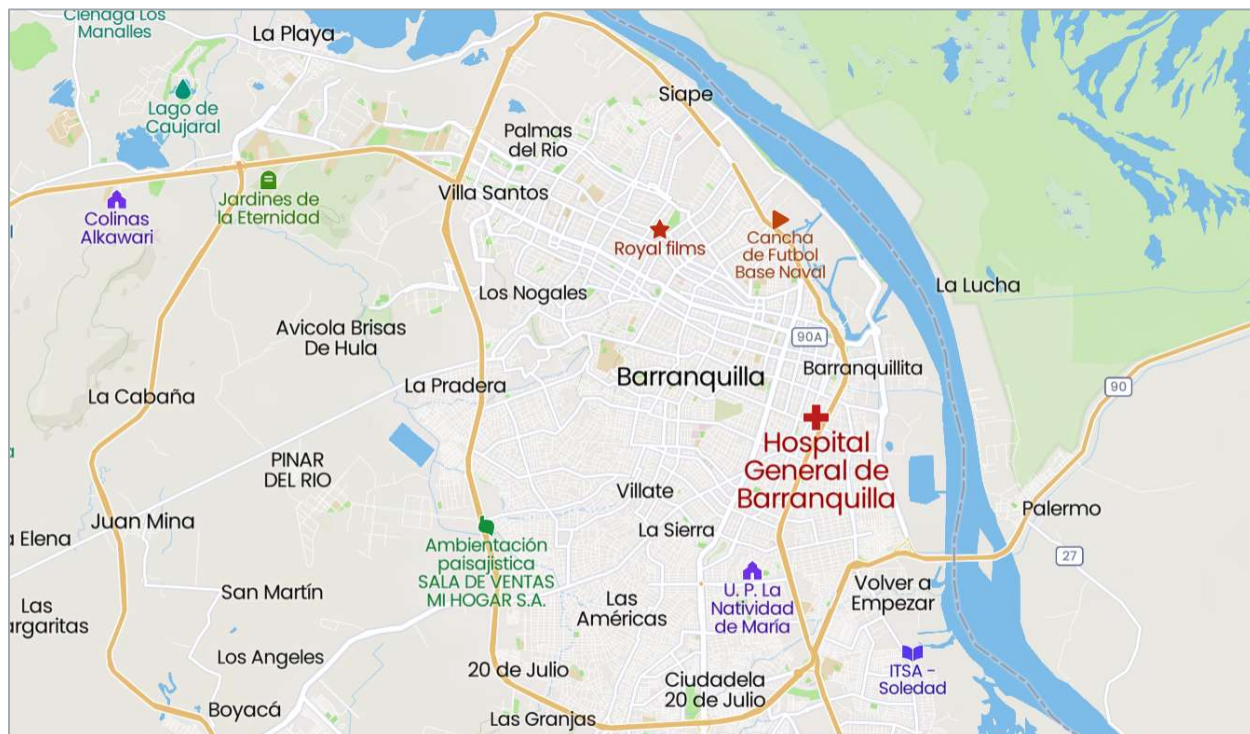 Ciénaga Los
Manalles
La Playa
Lago de
Caujaral
Siape
Palmas
del Rio
Jardines de
la Eternidad
Villa Santos
Colinas
Alkawari
Royal films
Cancha
de Futbol
Base Naval
La Lucha
Los Nogales
Avicola Brisas
De Hula
90A
Barranquillita
La Pradera
Barranquilla
90
La Cabaña
Hospital
General de
Barranquilla
PINAR
DEL RIO
Villate
Juan Mina
La Sierra
Palermo
Elena
Ambientación
paisajistica
SALA DE VENTAS
MI HOGAR S.A.
27
San Martín
Las
Américas
U. P. La
Natividad
de María
Volver a
Empezar
Las
rgaritas
Los Angeles
20 de Julio
Ciudadela
20 de Julio
ITSA -
Soledad
Boyacá
Las Granjas